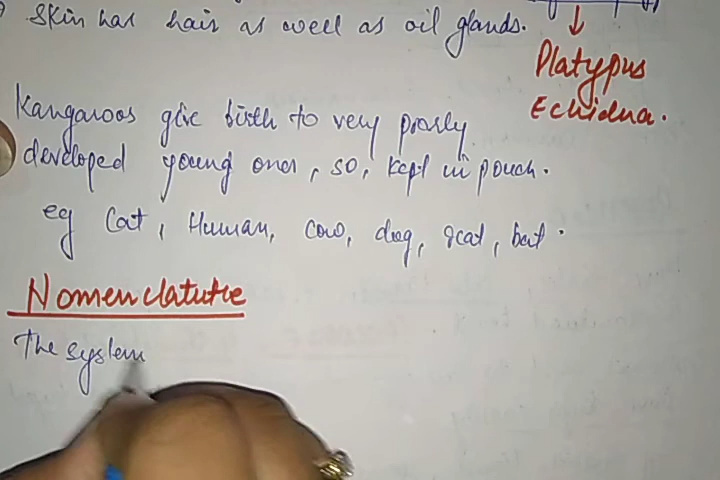 Skin has hair as well as oil glands.
Platypus
Echidna.
Kangaroos give birth to very poorly
developed young ones, so, kept in pouch.
eg Cat, Human, Cow, dog, goat, bat.
Nomenclature
The system